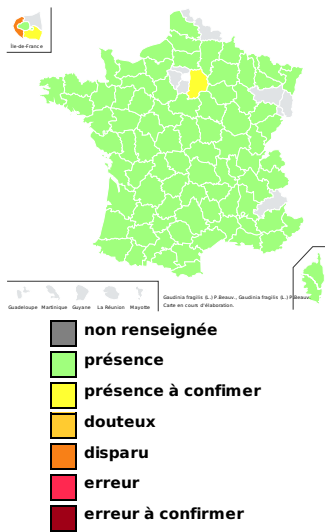 Île-de-France
Guadeloupe Martinique Guyane La Réunion Mayotte
Gaudinia fragilis (L.) P.Beauv., Gaudinia fragilis (L.) P.Beauv.
Carte en cours d'élaboration.
non renseignée
présence
présence à confimer
douteux
disparu
erreur
erreur à confirmer